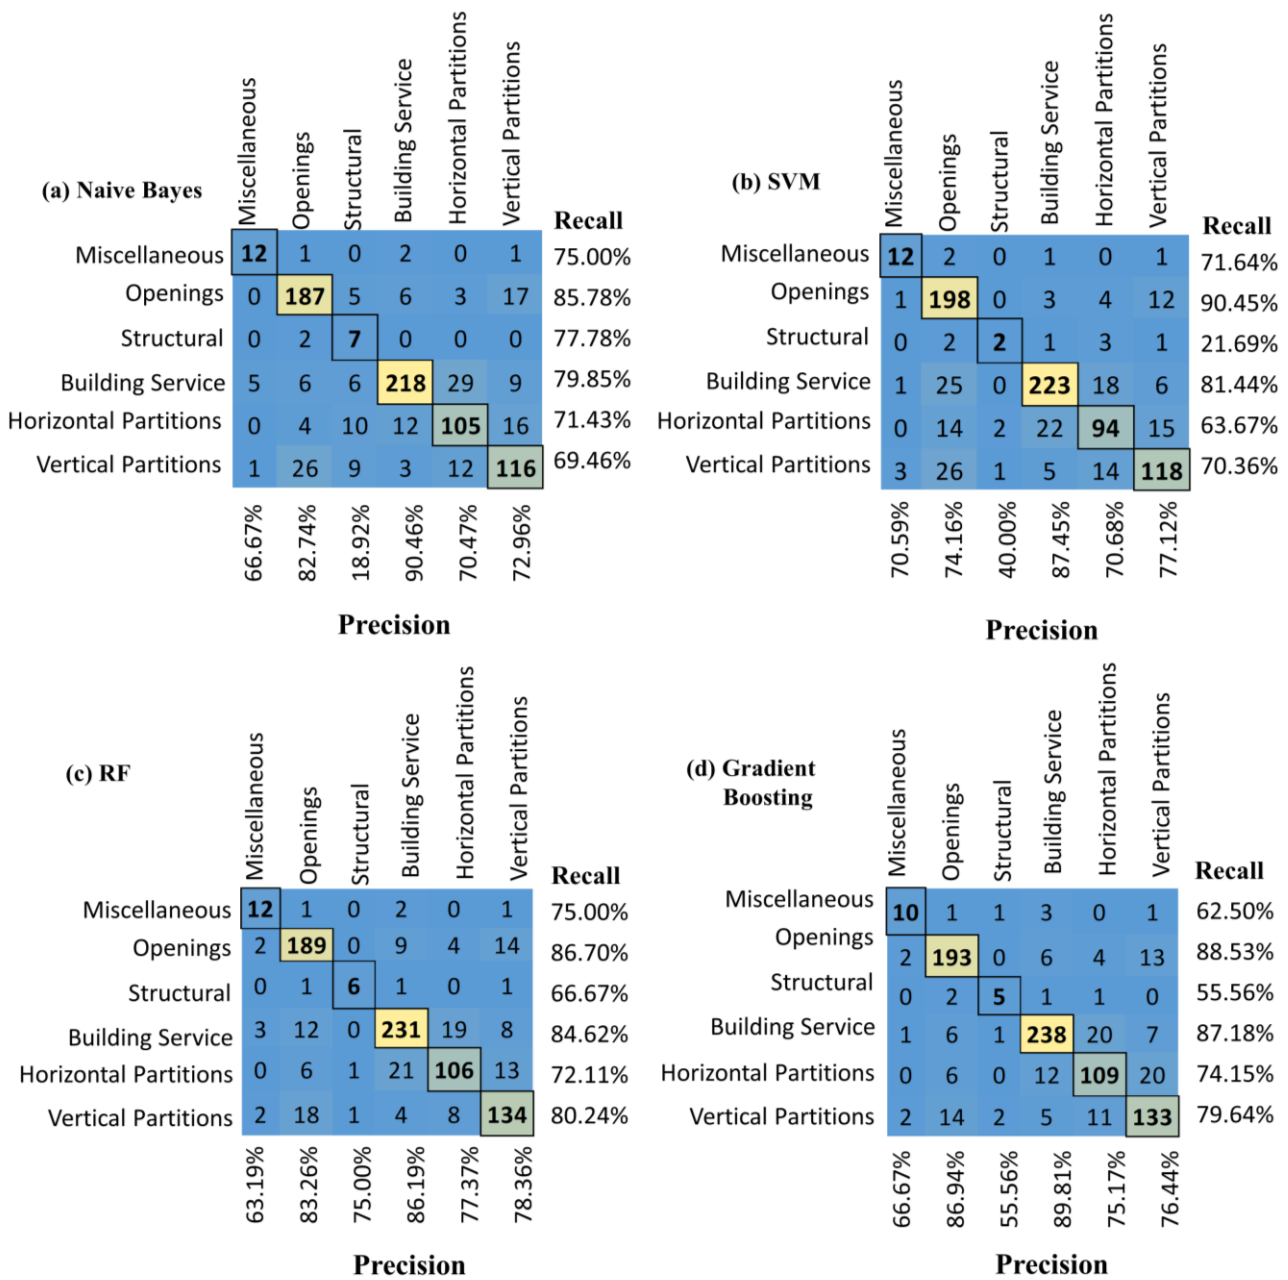 (a) Naive Bayes
Miscellaneous
Openings
Structural
Building Service
Horizontal Partitions
Vertical Partitions
Recall
Miscellaneous 12 1 0 2 0 1 75.00%
Openings 0 187 5 6 3 17 85.78%
Structural 0 2 7 0 0 0 77.78%
Building Service 5 6 6 218 29 9 79.85%
Horizontal Partitions 0 4 10 12 105 16 71.43%
Vertical Partitions 1 26 9 3 12 116 69.46%
66.67% 82.74% 18.92% 90.46% 70.47% 72.96%
Precision
(b) SVM
Miscellaneous
Openings
Structural
Building Service
Horizontal Partitions
Vertical Partitions
Recall
Miscellaneous 12 2 0 1 0 1 71.64%
Openings 1 198 0 3 4 12 90.45%
Structural 0 2 2 1 3 1 21.69%
Building Service 1 25 0 223 18 6 81.44%
Horizontal Partitions 0 14 2 22 94 15 63.67%
Vertical Partitions 3 26 1 5 14 118 70.36%
70.59% 74.16% 40.00% 87.45% 70.68% 77.12%
Precision
(c) RF
Miscellaneous
Openings
Structural
Building Service
Horizontal Partitions
Vertical Partitions
Recall
Miscellaneous 12 1 0 2 0 1 75.00%
Openings 2 189 0 9 4 14 86.70%
Structural 0 1 6 1 0 1 66.67%
Building Service 3 12 0 231 19 8 84.62%
Horizontal Partitions 0 6 1 21 106 13 72.11%
Vertical Partitions 2 18 1 4 8 134 80.24%
63.19% 83.26% 75.00% 86.19% 77.37% 78.36%
Precision
(d) Gradient
Boosting
Miscellaneous
Openings
Structural
Building Service
Horizontal Partitions
Vertical Partitions
Recall
Miscellaneous 10 1 1 3 0 1 62.50%
Openings 2 193 0 6 4 13 88.53%
Structural 0 2 5 1 1 0 55.56%
Building Service 1 6 1 238 20 7 87.18%
Horizontal Partitions 0 6 0 12 109 20 74.15%
Vertical Partitions 2 14 2 5 11 133 79.64%
66.67% 86.94% 55.56% 89.81% 75.17% 76.44%
Precision